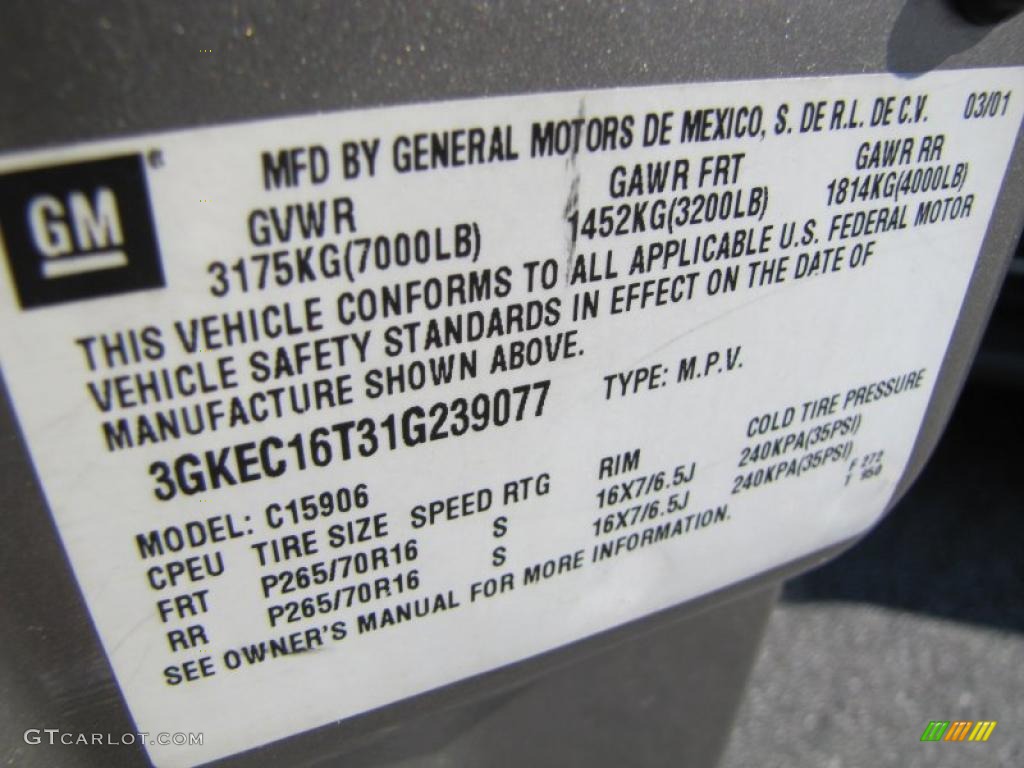 MFD BY GENERAL MOTORS DE MEXICO, S. DE R.L. DE C.V. 03/01
GM®
GVWR GAWR FRT GAWR RR
3175KG(7000LB) 1452KG(3200LB) 1814KG(4000LB)
THIS VEHICLE CONFORMS TO ALL APPLICABLE U.S. FEDERAL MOTOR
VEHICLE SAFETY STANDARDS IN EFFECT ON THE DATE OF
MANUFACTURE SHOWN ABOVE.
3GKEC16T31G239077 TYPE: M.P.V.
MODEL: C15906
CPEU TIRE SIZE SPEED RTG RIM COLD TIRE PRESSURE
FRT P265/70R16 S 16X7/6.5J 240KPA(35PSI)
RR P265/70R16 S 16X7/6.5J 240KPA(35PSI)
F 272
SEE OWNER'S MANUAL FOR MORE INFORMATION.
GTCARLOT.COM